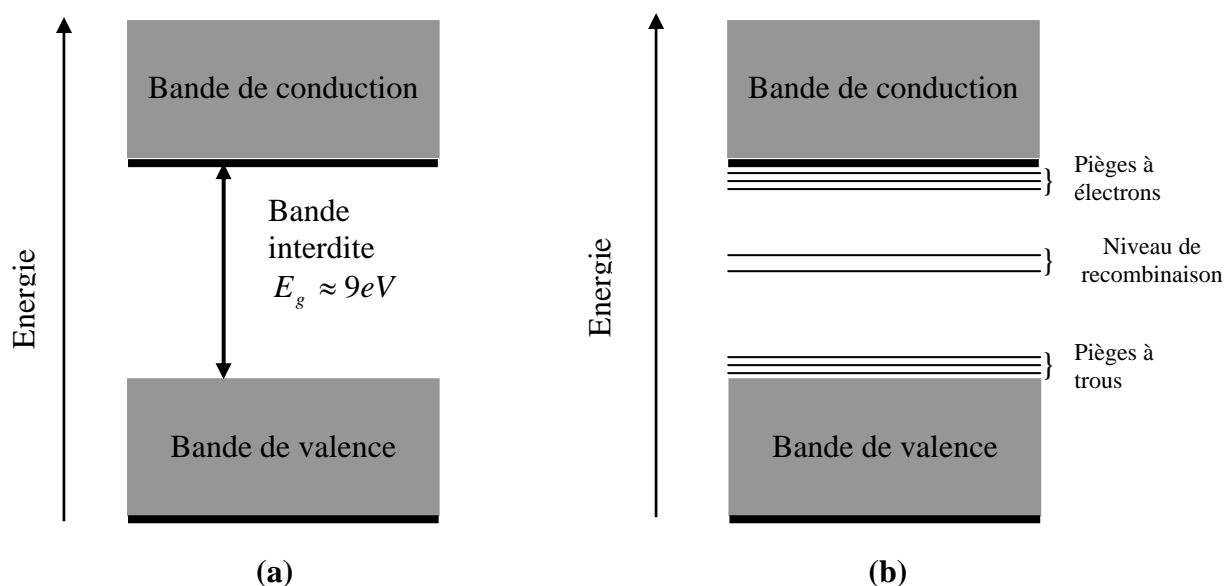 Energie
Bande de conduction
Bande
interdite
E_g ≈ 9eV
Bande de valence
(a)
Energie
Bande de conduction
Pièges à
électrons
Niveau de
recombinaison
Pièges à
trous
Bande de valence
(b)